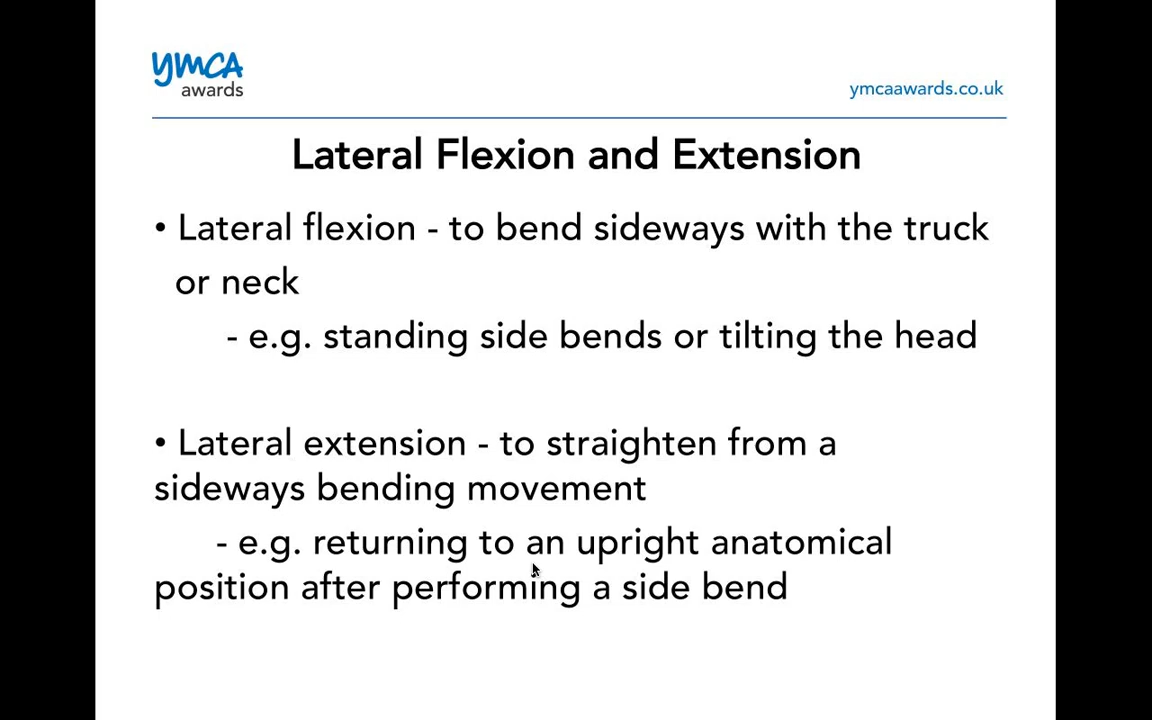 ymca
awards
ymcaawards.co.uk
Lateral Flexion and Extension
• Lateral flexion - to bend sideways with the truck
or neck
- e.g. standing side bends or tilting the head
• Lateral extension - to straighten from a
sideways bending movement
- e.g. returning to an upright anatomical
position after performing a side bend